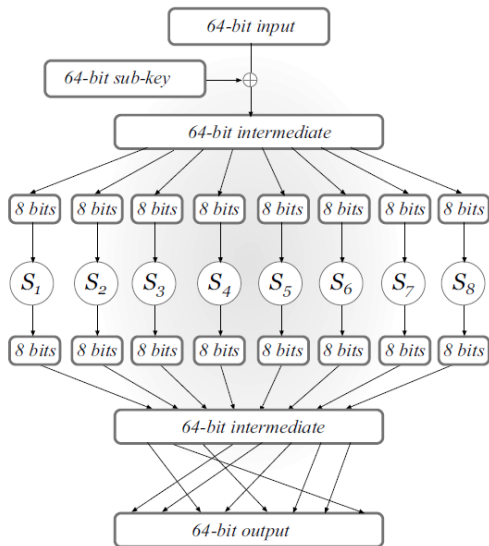 64-bit input
64-bit sub-key
64-bit intermediate
8 bits 8 bits 8 bits 8 bits 8 bits 8 bits 8 bits 8 bits
S1 S2 S3 S4 S5 S6 S7 S8
8 bits 8 bits 8 bits 8 bits 8 bits 8 bits 8 bits 8 bits
64-bit intermediate
64-bit output